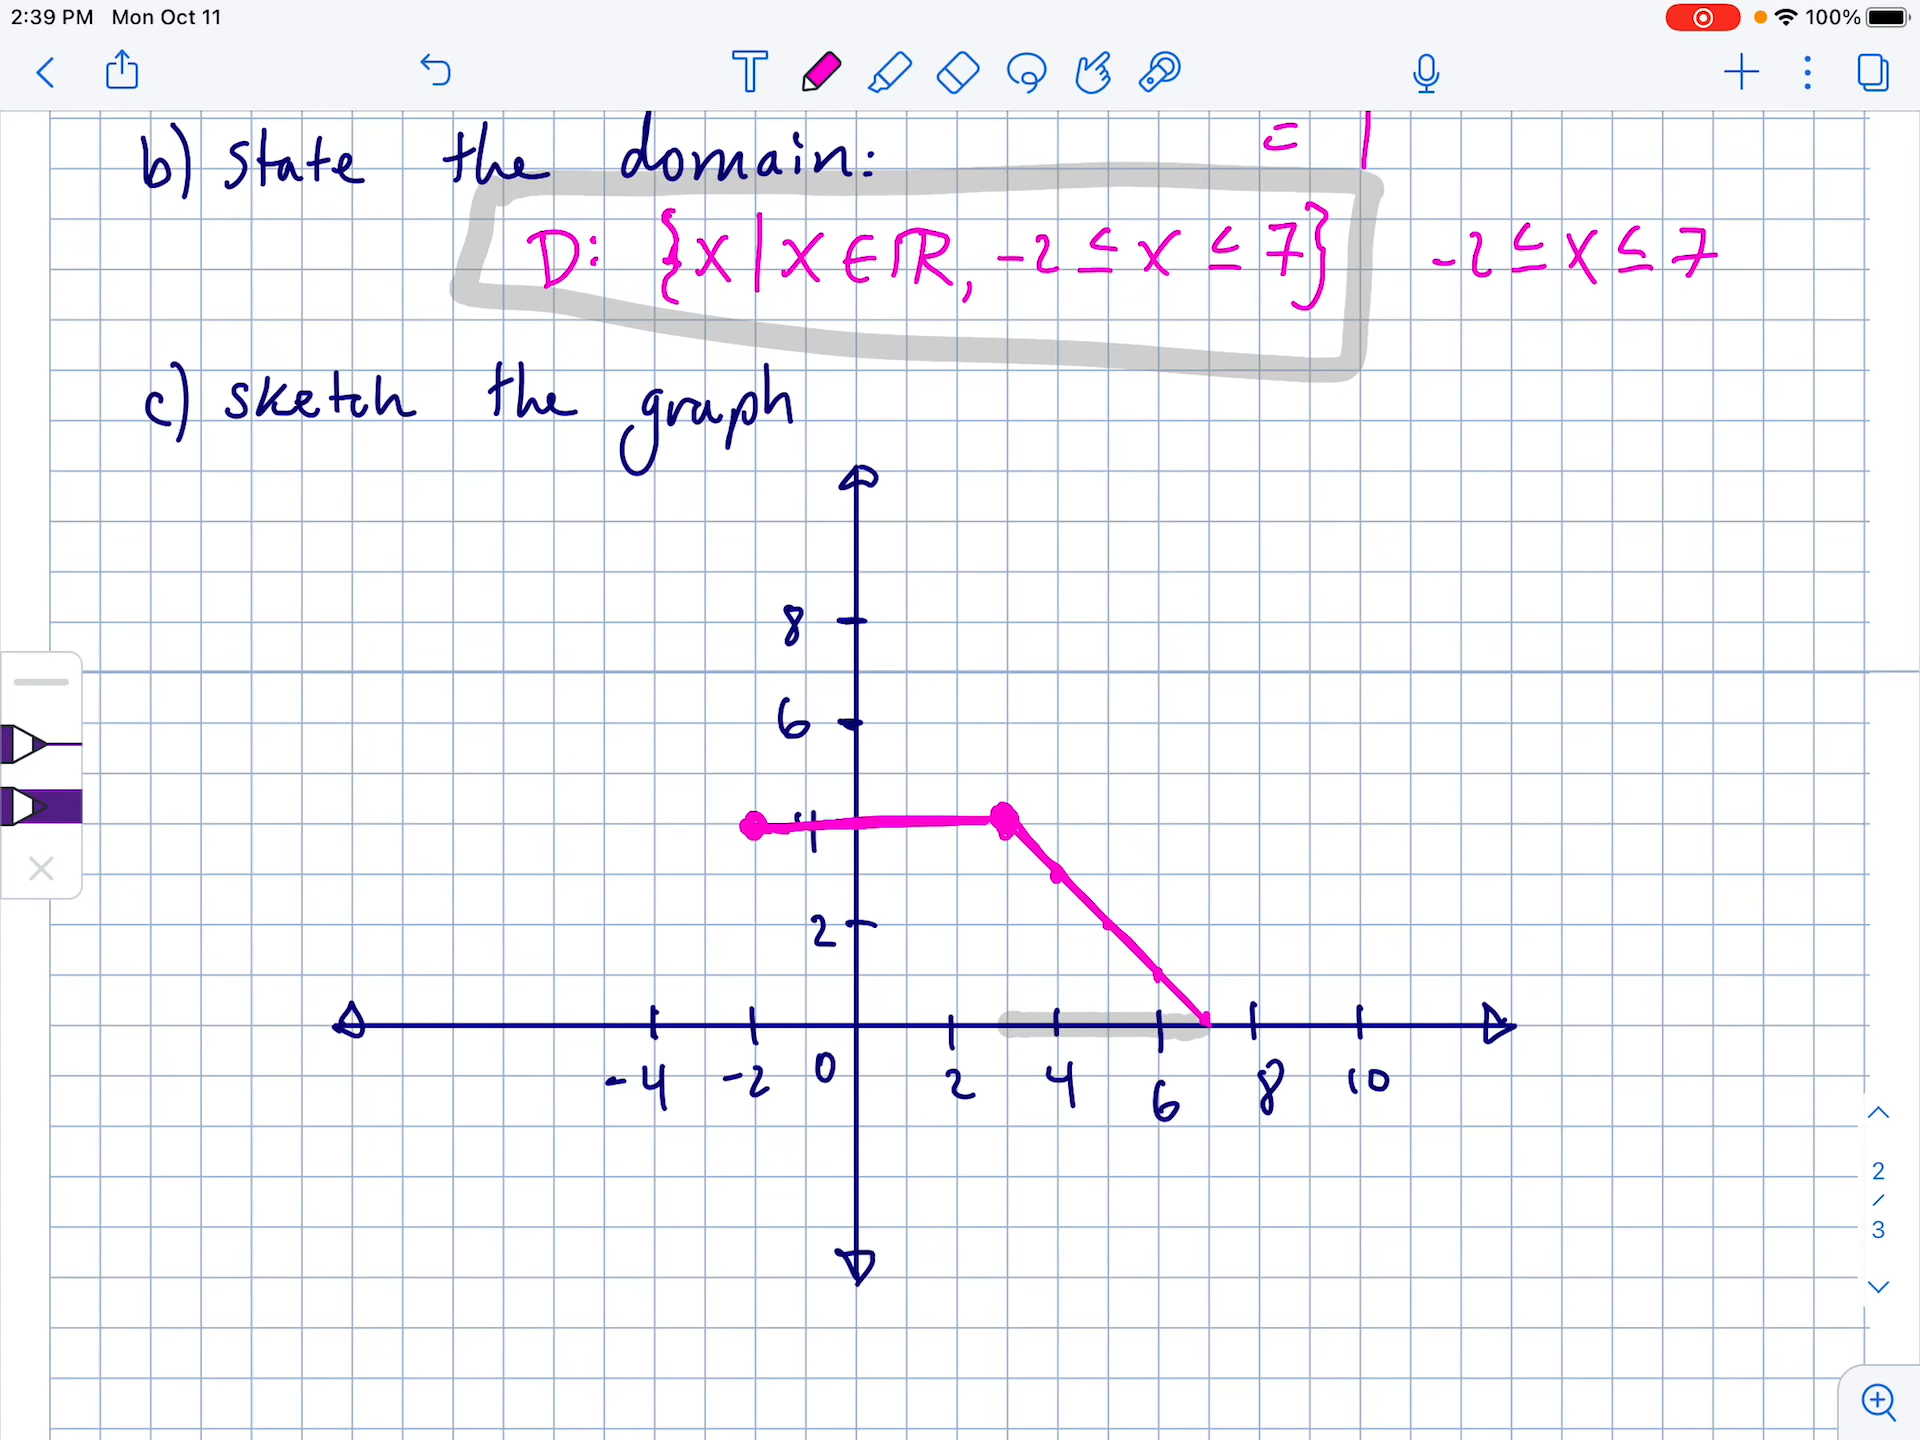 2:39 PM Mon Oct 11 100%
T
= 1
b) state the domain:
D: {x | x ∈ ℝ, -2 ≤ x ≤ 7} -2 ≤ x ≤ 7
c) sketch the graph
8
6
4
2
-4 -2 0 2 4 6 8 10
2
/
3